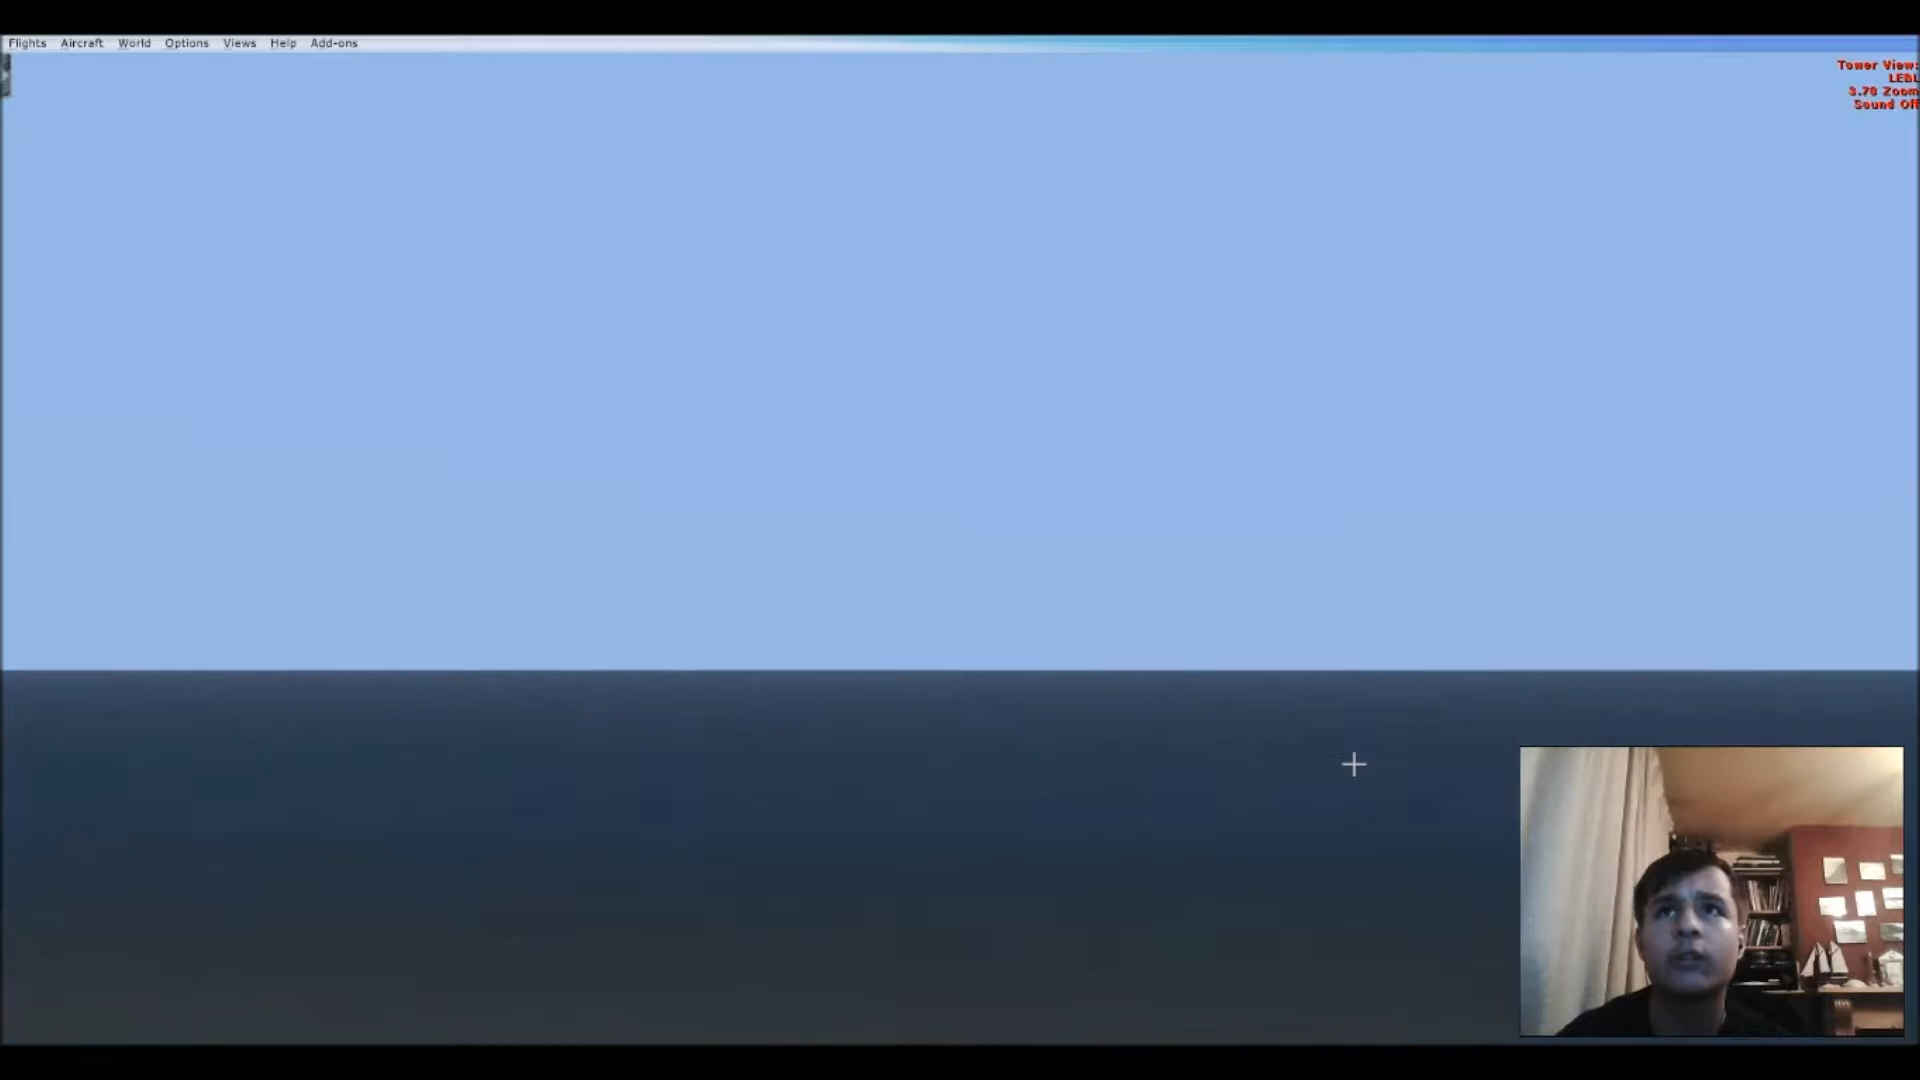 Flights Aircraft World Options Views Help Add-ons
Tower View:
LEBL
3.70 Zoom
Sound Off